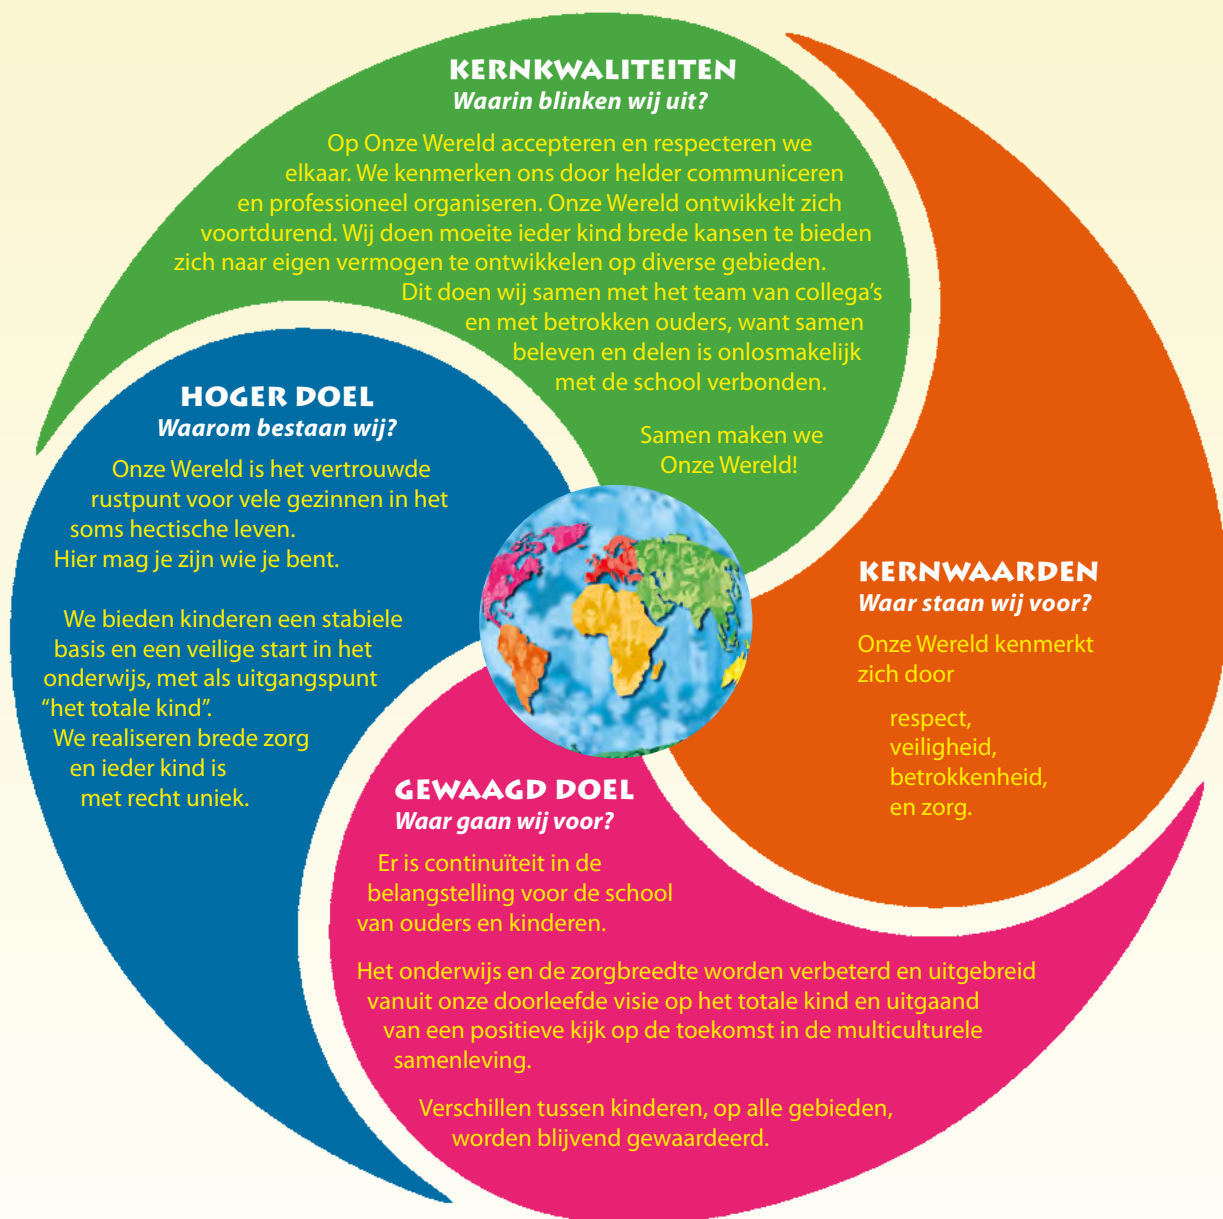 KERNKWALITEITEN
Waarin blinken wij uit?
Op Onze Wereld accepteren en respecteren we
elkaar. We kenmerken ons door helder communiceren
en professioneel organiseren. Onze Wereld ontwikkelt zich
voortdurend. Wij doen moeite ieder kind brede kansen te bieden
zich naar eigen vermogen te ontwikkelen op diverse gebieden.
Dit doen wij samen met het team van collega’s
en met betrokken ouders, want samen
beleven en delen is onlosmakelijk
met de school verbonden.
Samen maken we
Onze Wereld!
HOGER DOEL
Waarom bestaan wij?
Onze Wereld is het vertrouwde
rustpunt voor vele gezinnen in het
soms hectische leven.
Hier mag je zijn wie je bent.
We bieden kinderen een stabiele
basis en een veilige start in het
onderwijs, met als uitgangspunt
“het totale kind”.
We realiseren brede zorg
en ieder kind is
met recht uniek.
KERNWAARDEN
Waar staan wij voor?
Onze Wereld kenmerkt
zich door
respect,
veiligheid,
betrokkenheid,
en zorg.
GEWAAGD DOEL
Waar gaan wij voor?
Er is continuïteit in de
belangstelling voor de school
van ouders en kinderen.
Het onderwijs en de zorgbreedte worden verbeterd en uitgebreid
vanuit onze doorleefde visie op het totale kind en uitgaand
van een positieve kijk op de toekomst in de multiculturele
samenleving.
Verschillen tussen kinderen, op alle gebieden,
worden blijvend gewaardeerd.